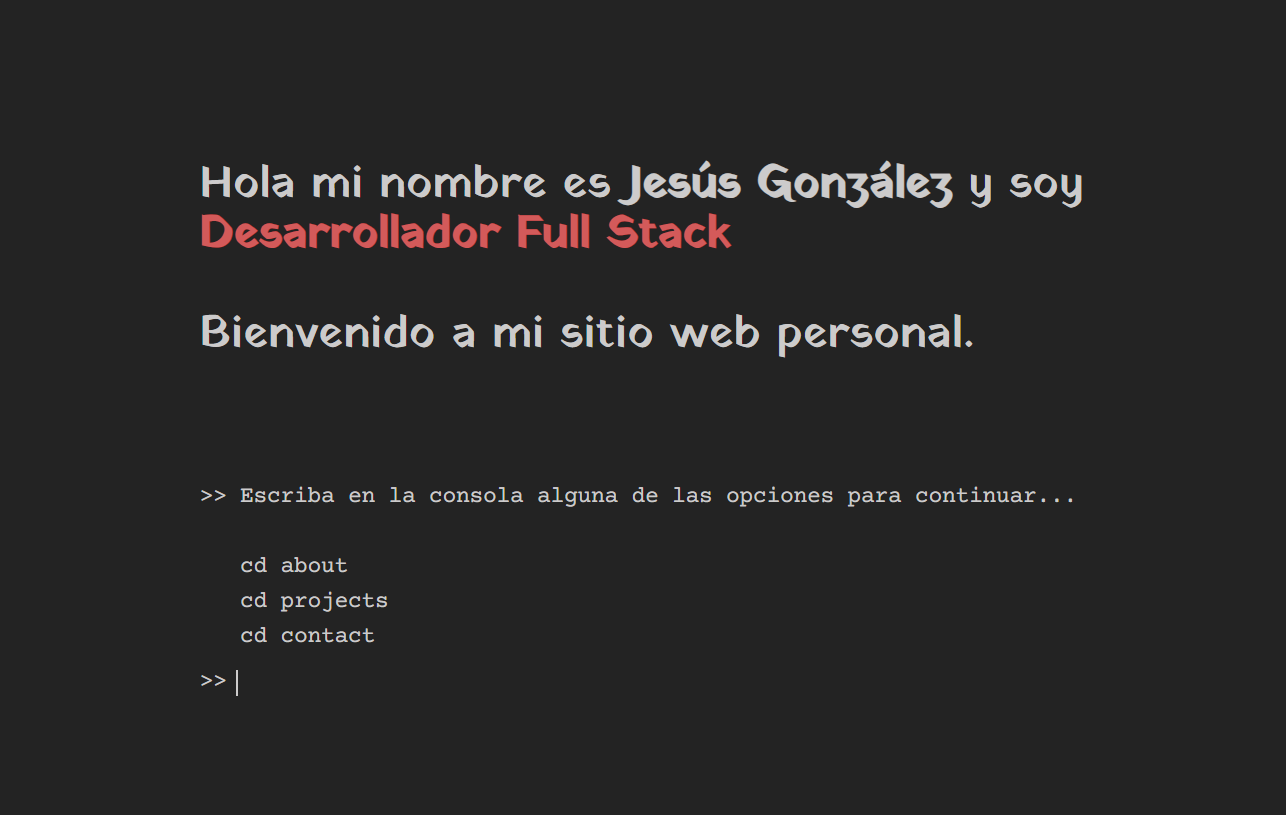 Hola mi nombre es Jesús González y soy
Desarrollador Full Stack
Bienvenido a mi sitio web personal.
>> Escriba en la consola alguna de las opciones para continuar...
cd about
cd projects
cd contact
>>